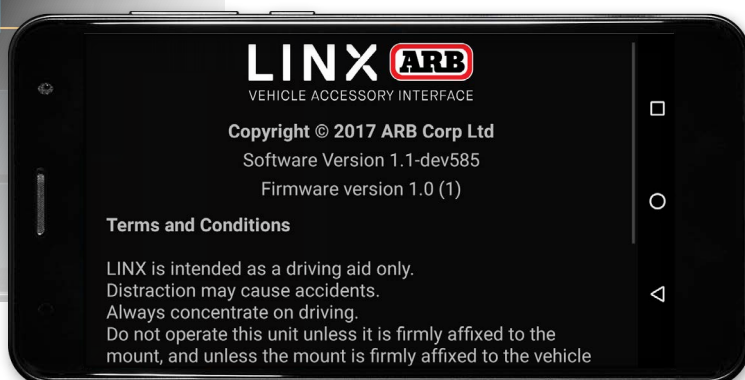 LINX ARB
VEHICLE ACCESSORY INTERFACE
Copyright © 2017 ARB Corp Ltd
Software Version 1.1-dev585
Firmware version 1.0 (1)
Terms and Conditions
LINX is intended as a driving aid only.
Distraction may cause accidents.
Always concentrate on driving.
Do not operate this unit unless it is firmly affixed to the
mount, and unless the mount is firmly affixed to the vehicle